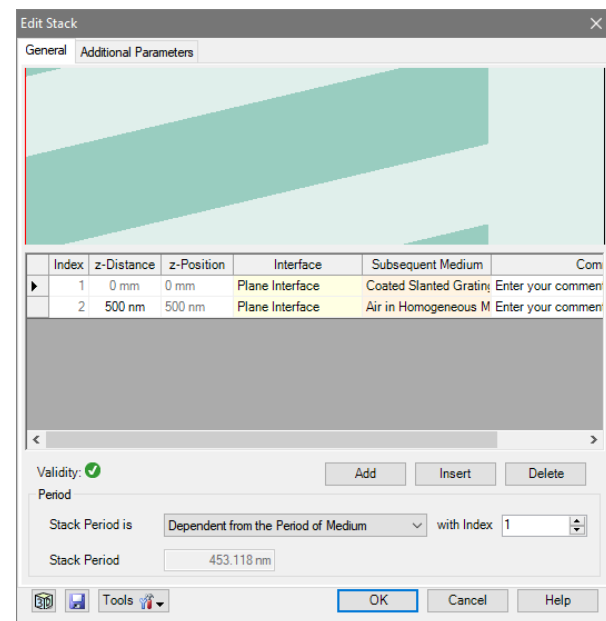 Edit Stack
General Additional Parameters
Index z-Distance z-Position Interface Subsequent Medium Com
1 0 mm 0 mm Plane Interface Coated Slanted Grating Enter your commen
2 500 nm 500 nm Plane Interface Air in Homogeneous M Enter your commen
Validity:
Add Insert Delete
Period
Stack Period is Dependent from the Period of Medium with Index 1
Stack Period 453.118 nm
3D Tools OK Cancel Help